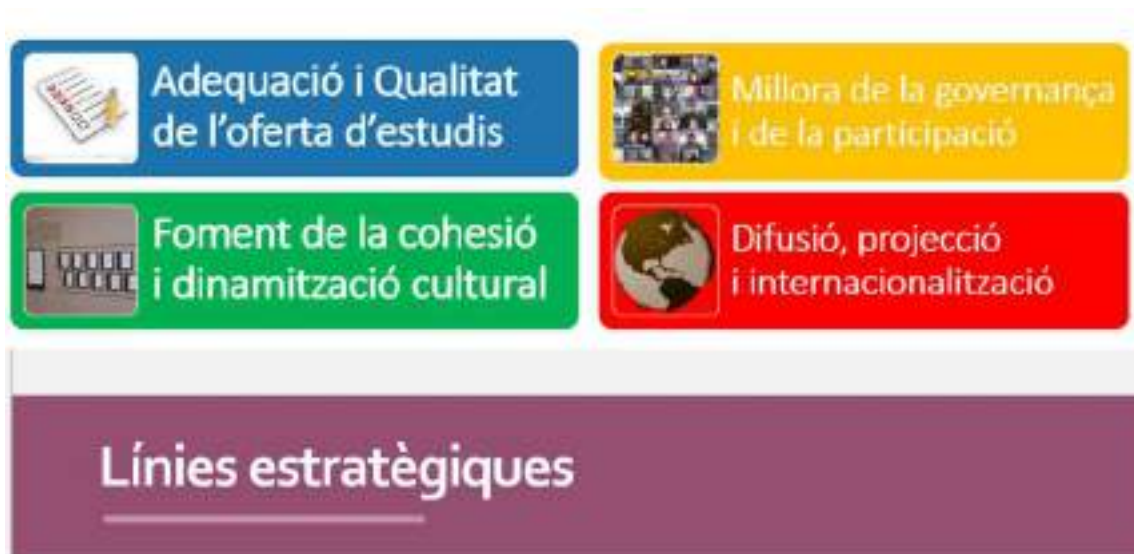 Adequació i Qualitat
de l'oferta d'estudis
Millora de la governança
i de la participació
Foment de la cohesió
i dinamització cultural
Difusió, projecció
i internacionalització
Línies estratègiques